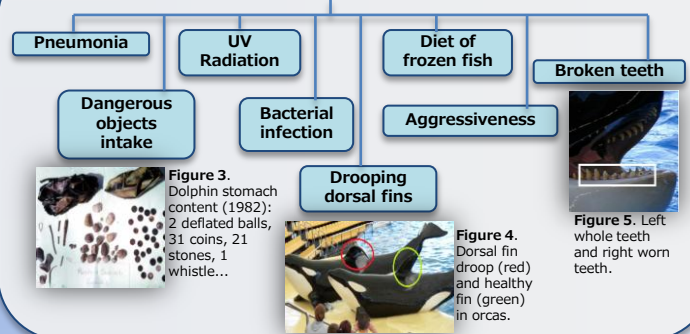 Pneumonia
UV
Radiation
Diet of
frozen fish
Broken teeth
Dangerous
objects
intake
Bacterial
infection
Aggressiveness
Drooping
dorsal fins
Figure 3.
Dolphin stomach
content (1982):
2 deflated balls,
31 coins, 21
stones, 1
whistle...
Figure 4.
Dorsal fin
droop (red)
and healthy
fin (green)
in orcas.
Figure 5. Left
whole teeth
and right worn
teeth.